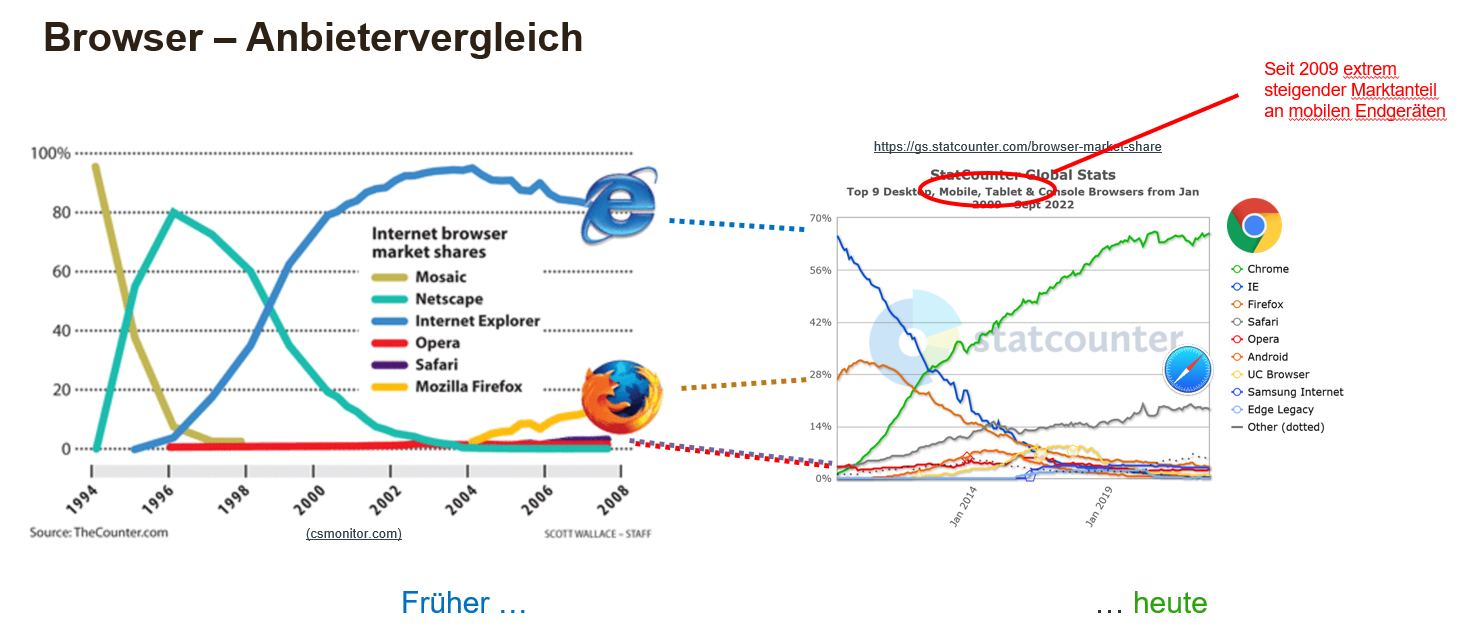 Browser – Anbietervergleich
Seit 2009 extrem
steigender Marktanteil
an mobilen Endgeräten
100%
80
60
40
20
0
Internet browser
market shares
Mosaic
Netscape
Internet Explorer
Opera
Safari
Mozilla Firefox
1994
1996
1998
2000
2002
2004
2006
2008
Source: TheCounter.com
(csmonitor.com)
SCOTT WALLACE – STAFF
https://gs.statcounter.com/browser-market-share
StatCounter Global Stats
Top 9 Desktop, Mobile, Tablet & Console Browsers from Jan
2009 - Sept 2022
70%
56%
42%
28%
14%
0%
statcounter
Jan 2014
Jan 2019
Chrome
IE
Firefox
Safari
Opera
Android
UC Browser
Samsung Internet
Edge Legacy
Other (dotted)
Früher …
… heute